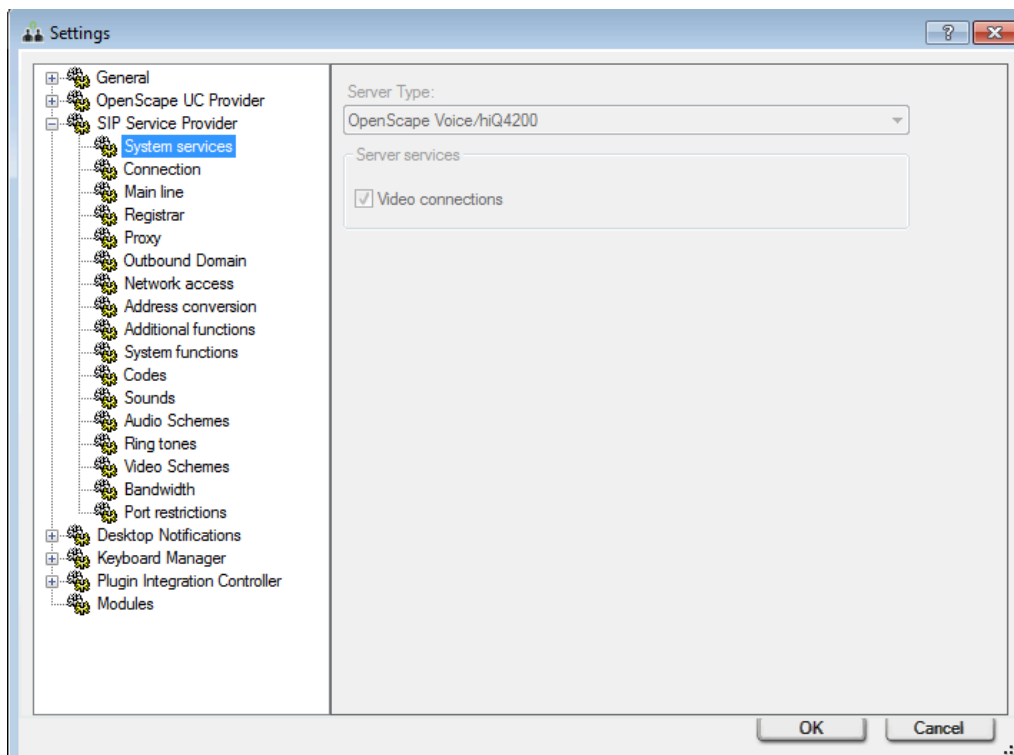 Settings
General
OpenScape UC Provider
SIP Service Provider
System services
Connection
Main line
Registrar
Proxy
Outbound Domain
Network access
Address conversion
Additional functions
System functions
Codes
Sounds
Audio Schemes
Ring tones
Video Schemes
Bandwidth
Port restrictions
Desktop Notifications
Keyboard Manager
Plugin Integration Controller
Modules
Server Type:
OpenScape Voice/hiQ4200
Server services
Video connections
OK
Cancel